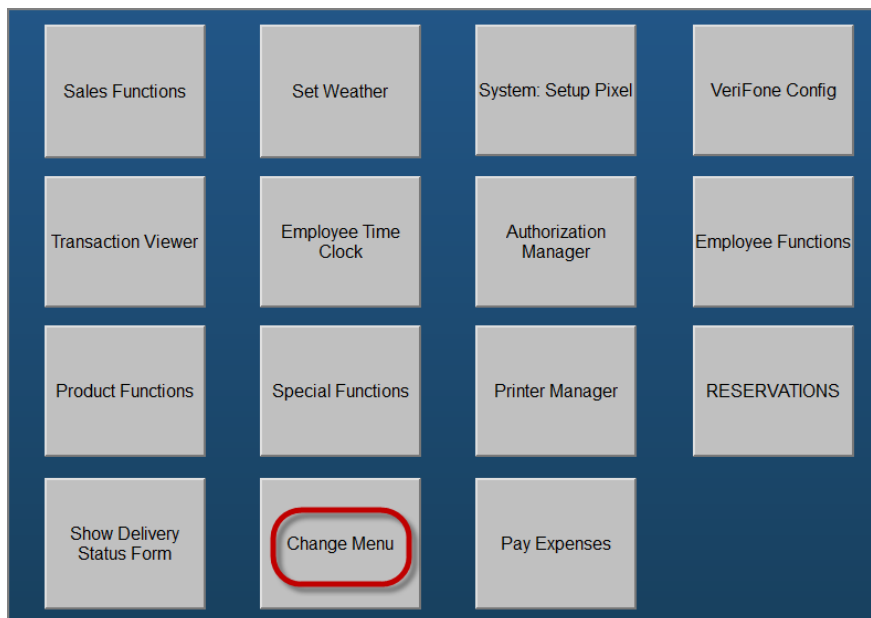 Sales Functions
Set Weather
System: Setup Pixel
VeriFone Config
Transaction Viewer
Employee Time
Clock
Authorization
Manager
Employee Functions
Product Functions
Special Functions
Printer Manager
RESERVATIONS
Show Delivery
Status Form
Change Menu
Pay Expenses